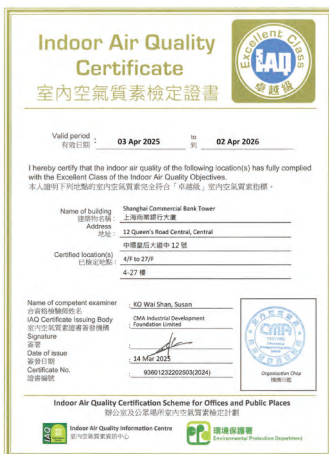 Indoor Air Quality
Certificate
室內空氣質素檢定證書
Excellent Class
IAQ
卓越級
Valid period
有效日期 : 03 Apr 2025 to 到 02 Apr 2026
I hereby certify that the indoor air quality of the following location(s) has fully complied
with the Excellent Class of the Indoor Air Quality Objectives.
本人證明下列地點的室內空氣質素完全符合「卓越級」室內空氣質素指標。
Name of building Shanghai Commercial Bank Tower
建築物名稱 : 上海商業銀行大廈
Address 12 Queen's Road Central, Central
地址 :
中環皇后大道中 12 號
Certified location(s) 4/F to 27/F
已檢定地點 :
4-27 樓
Name of competent examiner : KO Wai Shan, Susan
合資格檢驗師姓名
IAQ Certificate Issuing Body : CMA Industrial Development
室內空氣質素證書簽發機構 Foundation Limited
Signature
簽署 :
Date of issue
簽發日期 : 14 Mar 2025
Certificate No.
證書編號 : 93601232202503(2024)
CMA
Organization Chop
機構印鑑
Indoor Air Quality Certification Scheme for Offices and Public Places
辦公室及公眾場所室內空氣質素檢定計劃
IAQ
Indoor Air Quality Information Centre
室內空氣質素資訊中心
環境保護署
Environmental Protection Department